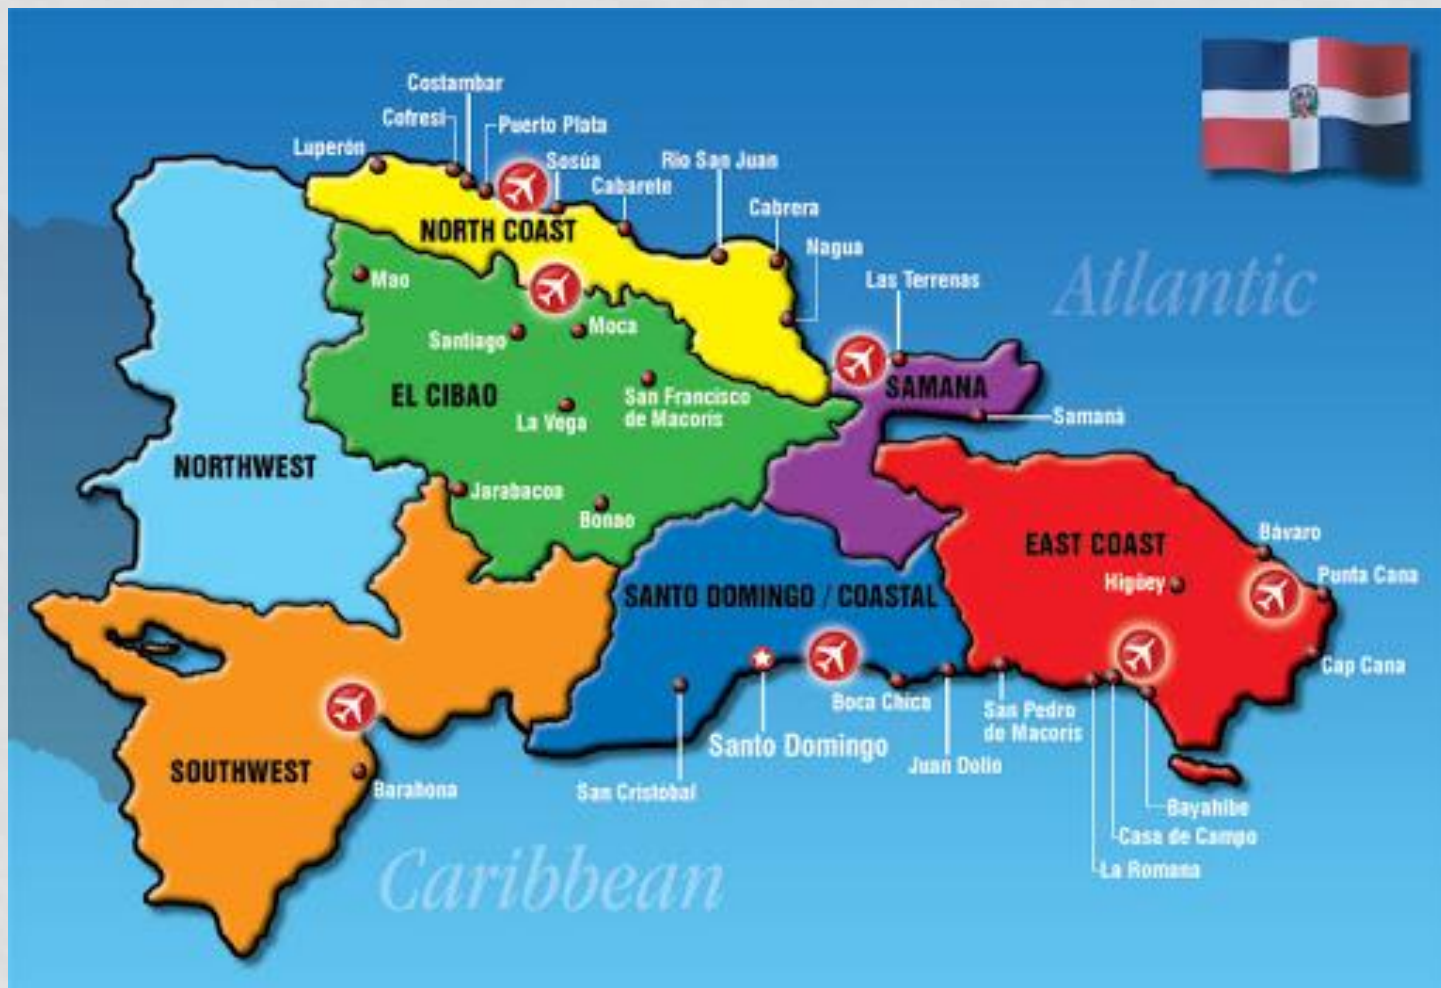 Costambar
Cofresi
Puerto Plata
Luperón
Sosúa
Rio San Juan
Cabarete
Cabrera
NORTH COAST
Nagua
Mao
Las Terrenas
Atlantic
Santiago
Moca
EL CIBAO
San Francisco
de Macoris
SAMANA
La Vega
Samaná
NORTHWEST
Jarabacoa
Bonao
EAST COAST
Bávaro
Higüey
Punta Cana
SANTO DOMINGO / COASTAL
Cap Cana
Boca Chica
San Pedro
de Macoris
Santo Domingo
Juan Dolio
SOUTHWEST
Barahona
San Cristóbal
Bayahibe
Casa de Campo
La Romana
Caribbean